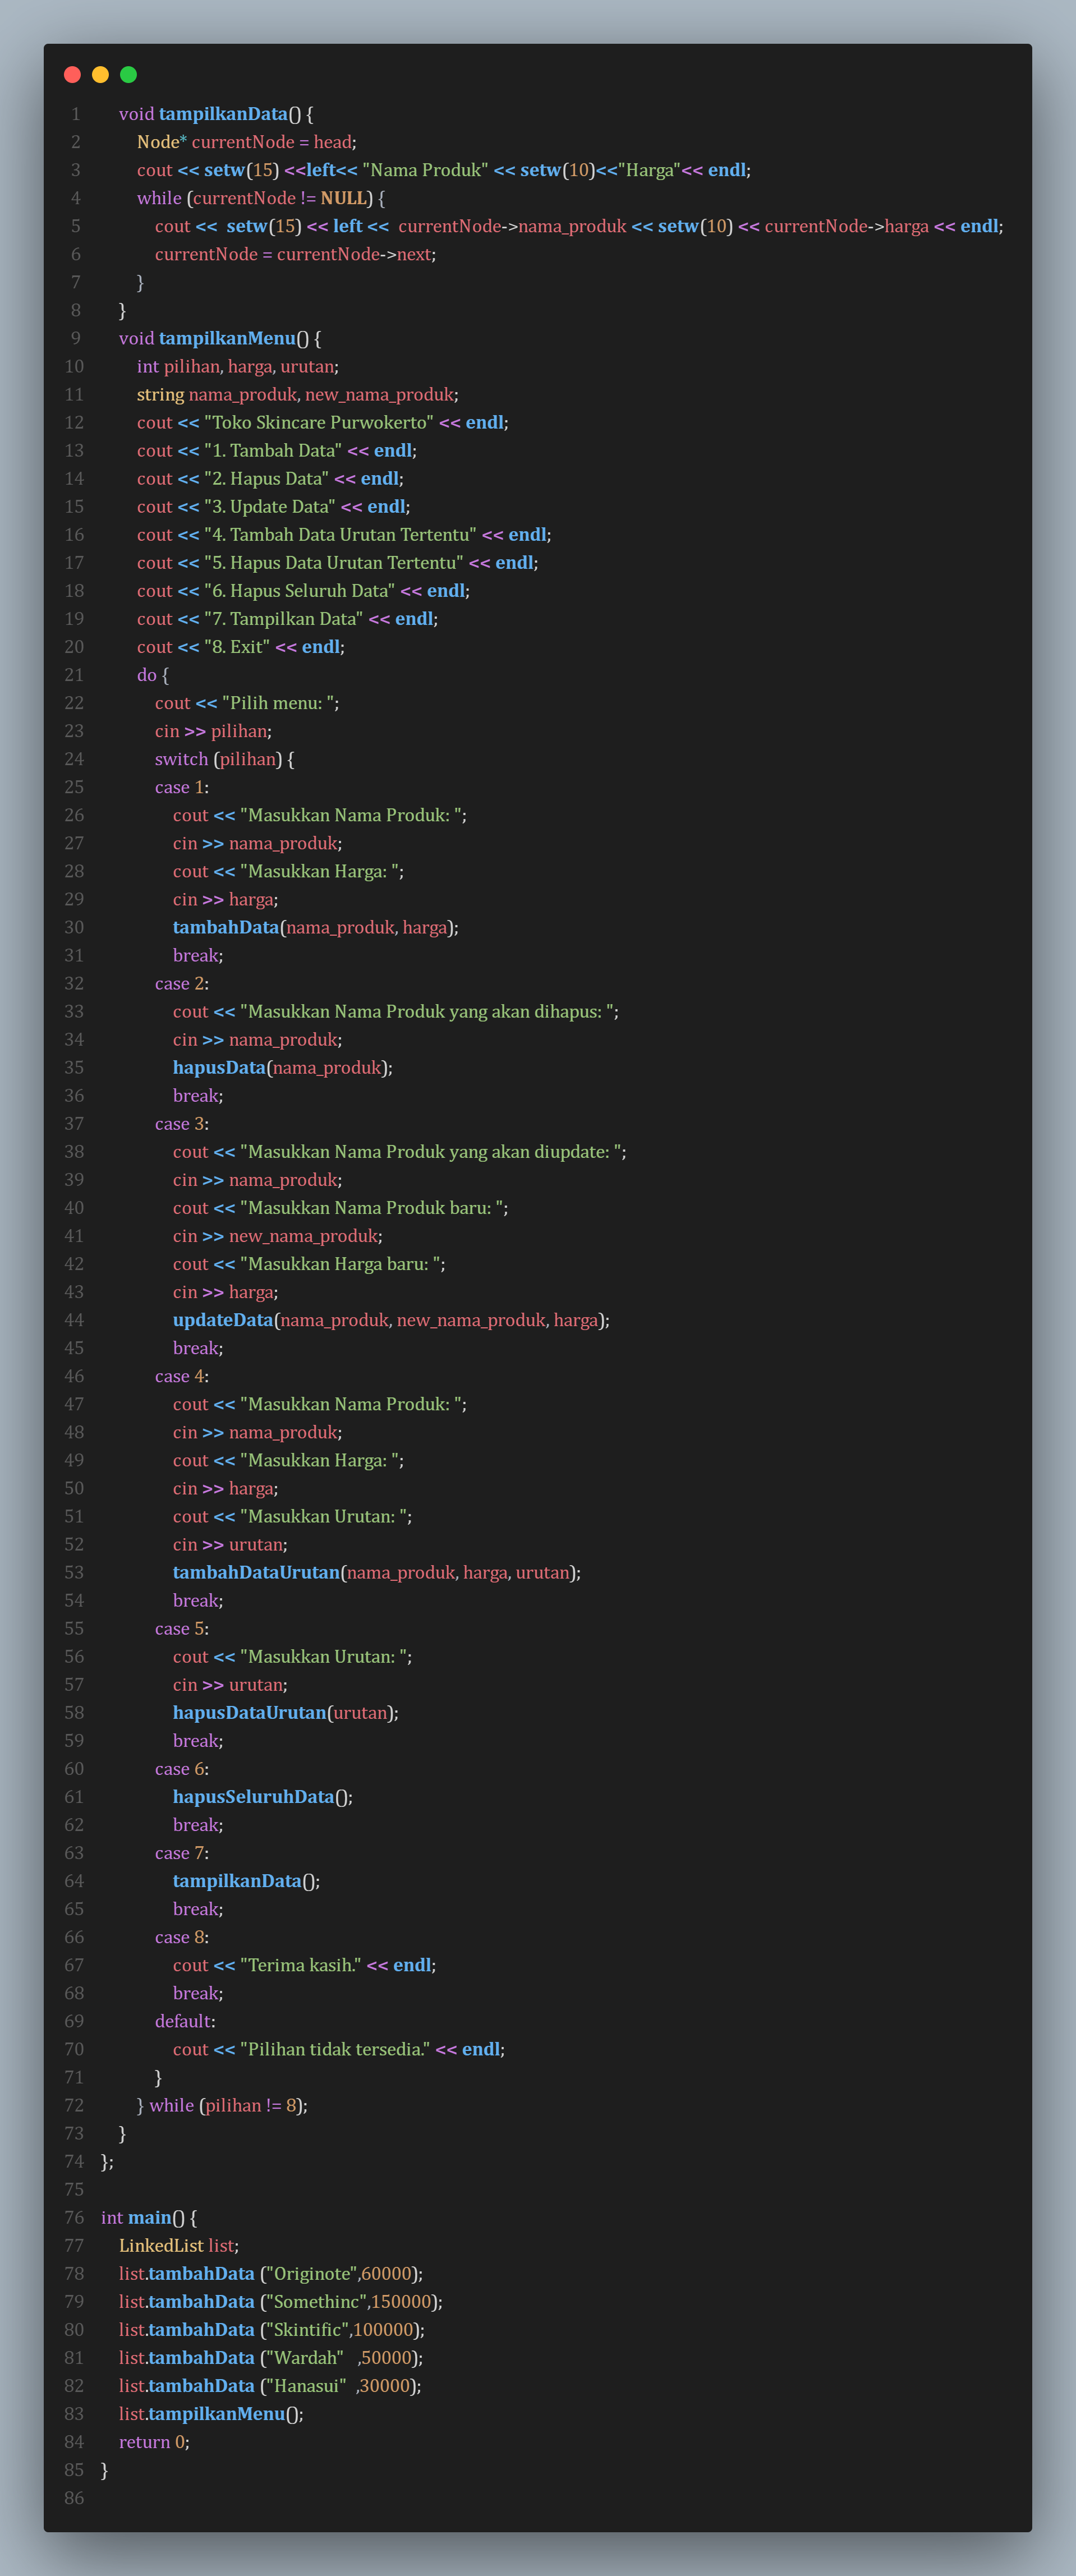 1 void tampilkanData() {
2 Node* currentNode = head;
3 cout << setw(15) <<left<< "Nama Produk" << setw(10)<<"Harga"<< endl;
4 while (currentNode != NULL) {
5 cout <<  setw(15) << left <<  currentNode->nama_produk << setw(10) << currentNode->harga << endl;
6 currentNode = currentNode->next;
7 }
8 }
9 void tampilkanMenu() {
10 int pilihan, harga, urutan;
11 string nama_produk, new_nama_produk;
12 cout << "Toko Skincare Purwokerto" << endl;
13 cout << "1. Tambah Data" << endl;
14 cout << "2. Hapus Data" << endl;
15 cout << "3. Update Data" << endl;
16 cout << "4. Tambah Data Urutan Tertentu" << endl;
17 cout << "5. Hapus Data Urutan Tertentu" << endl;
18 cout << "6. Hapus Seluruh Data" << endl;
19 cout << "7. Tampilkan Data" << endl;
20 cout << "8. Exit" << endl;
21 do {
22 cout << "Pilih menu: ";
23 cin >> pilihan;
24 switch (pilihan) {
25 case 1:
26 cout << "Masukkan Nama Produk: ";
27 cin >> nama_produk;
28 cout << "Masukkan Harga: ";
29 cin >> harga;
30 tambahData(nama_produk, harga);
31 break;
32 case 2:
33 cout << "Masukkan Nama Produk yang akan dihapus: ";
34 cin >> nama_produk;
35 hapusData(nama_produk);
36 break;
37 case 3:
38 cout << "Masukkan Nama Produk yang akan diupdate: ";
39 cin >> nama_produk;
40 cout << "Masukkan Nama Produk baru: ";
41 cin >> new_nama_produk;
42 cout << "Masukkan Harga baru: ";
43 cin >> harga;
44 updateData(nama_produk, new_nama_produk, harga);
45 break;
46 case 4:
47 cout << "Masukkan Nama Produk: ";
48 cin >> nama_produk;
49 cout << "Masukkan Harga: ";
50 cin >> harga;
51 cout << "Masukkan Urutan: ";
52 cin >> urutan;
53 tambahDataUrutan(nama_produk, harga, urutan);
54 break;
55 case 5:
56 cout << "Masukkan Urutan: ";
57 cin >> urutan;
58 hapusDataUrutan(urutan);
59 break;
60 case 6:
61 hapusSeluruhData();
62 break;
63 case 7:
64 tampilkanData();
65 break;
66 case 8:
67 cout << "Terima kasih." << endl;
68 break;
69 default:
70 cout << "Pilihan tidak tersedia." << endl;
71 }
72 } while (pilihan != 8);
73 }
74 };
75
76 int main() {
77 LinkedList list;
78 list.tambahData ("Originote",60000);
79 list.tambahData ("Somethinc",150000);
80 list.tambahData ("Skintific",100000);
81 list.tambahData ("Wardah"   ,50000);
82 list.tambahData ("Hanasui"  ,30000);
83 list.tampilkanMenu();
84 return 0;
85 }
86